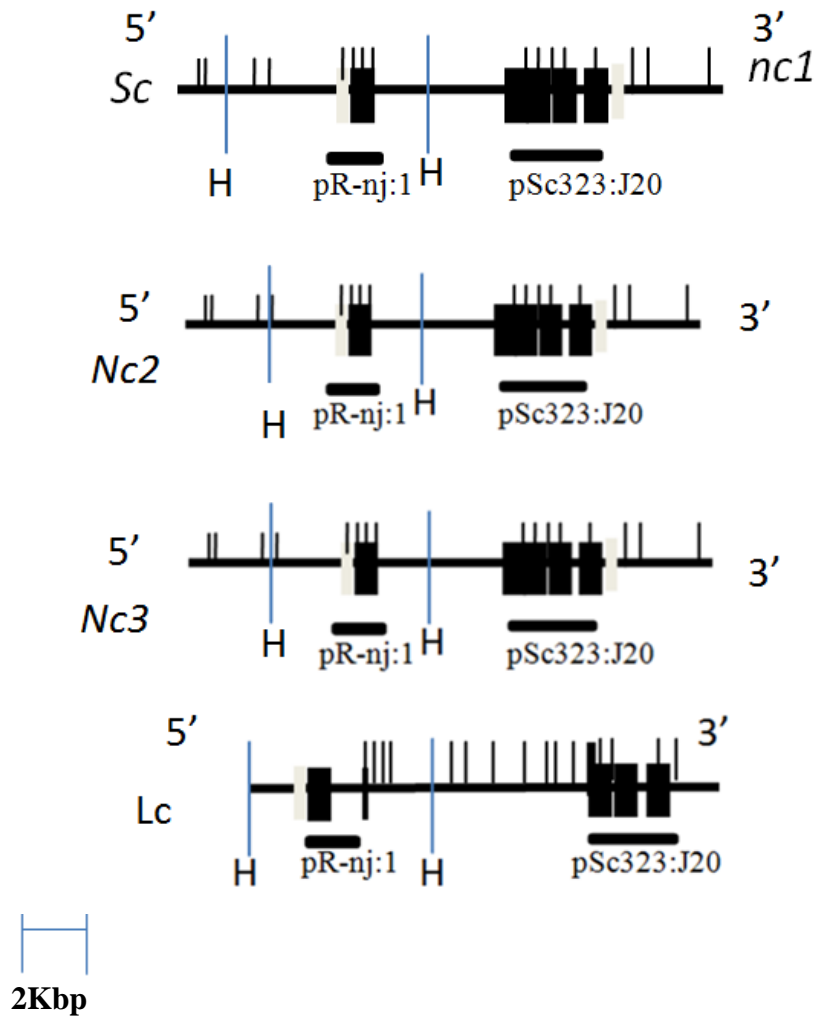 5’ 3’
Sc nc1
H pR-nj:1 H pSc323:J20
5’ 3’
Nc2
H pR-nj:1 H pSc323:J20
5’ 3’
Nc3
H pR-nj:1 H pSc323:J20
5’ 3’
Lc
H pR-nj:1 H pSc323:J20
2Kbp